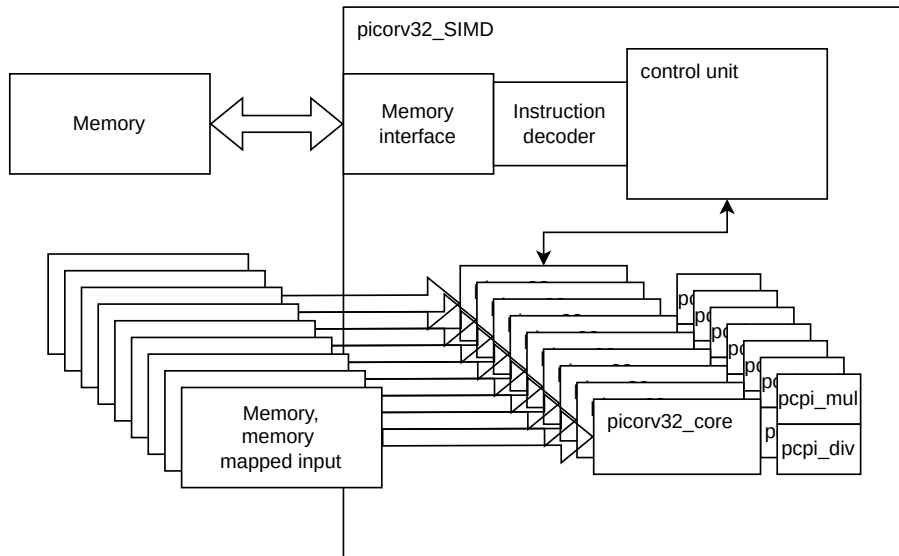 picorv32_SIMD
control unit
Memory
Memory
interface
Instruction
decoder
Memory,
memory
mapped input
picorv32_core
pcpi_mul
pcpi_div